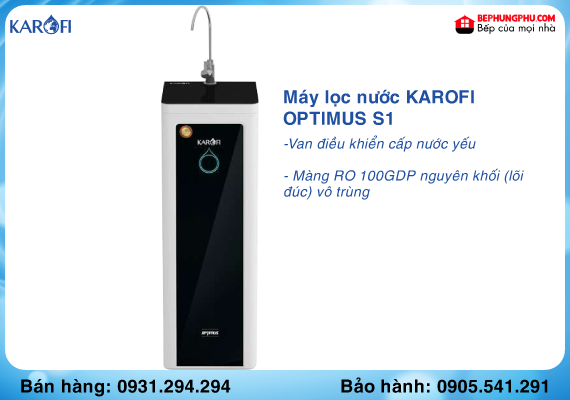 KAROFI
BEPHUNGPHU.COM
Bếp của mọi nhà
Máy lọc nước KAROFI
OPTIMUS S1
-Van điều khiển cấp nước yếu
- Màng RO 100GDP nguyên khối (lõi
đúc) vô trùng
KAROFI
OPTIMUS
Bán hàng: 0931.294.294
Bảo hành: 0905.541.291